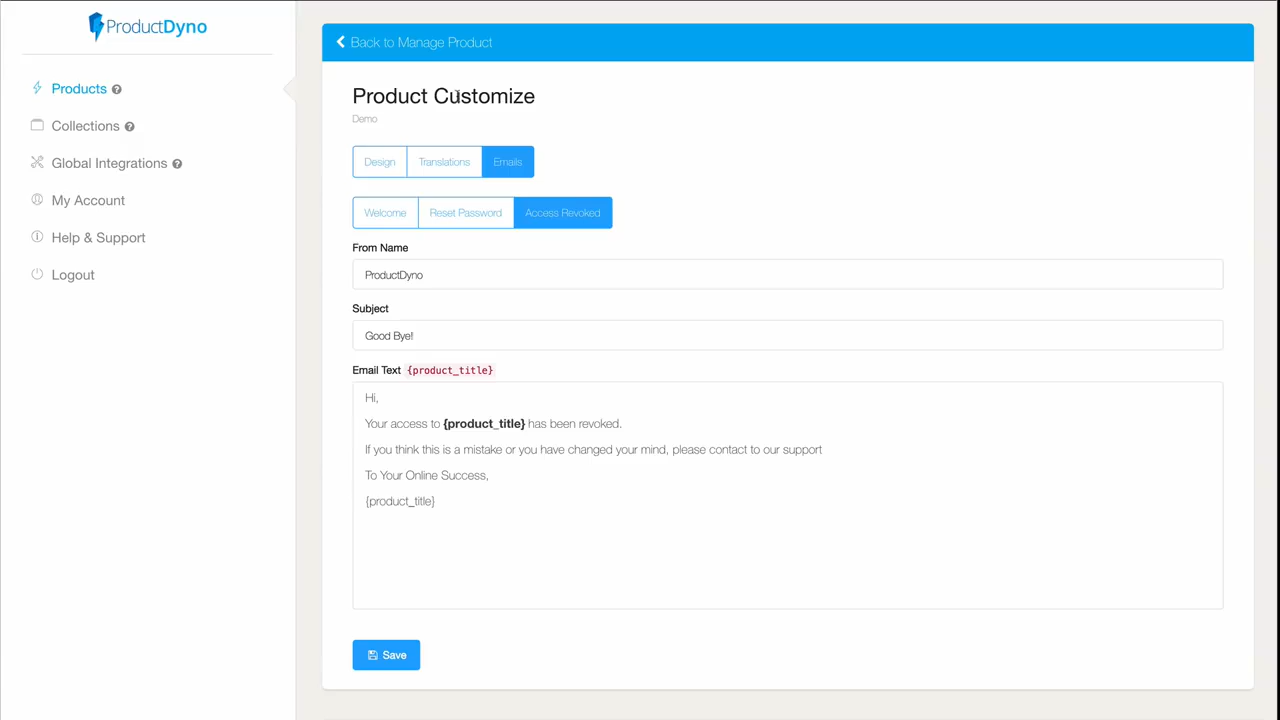 ProductDyno
Products
Collections
Global Integrations
My Account
Help & Support
Logout
Back to Manage Product
Product Customize
Demo
Design Translations Emails
Welcome Reset Password Access Revoked
From Name
ProductDyno
Subject
Good Bye!
Email Text {product_title}
Hi,
Your access to {product_title} has been revoked.
If you think this is a mistake or you have changed your mind, please contact to our support
To Your Online Success,
{product_title}
Save